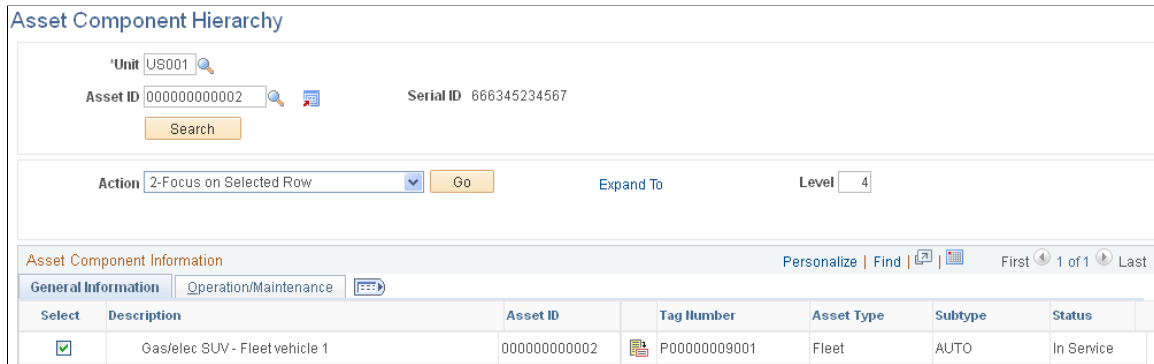 Asset Component Hierarchy
*Unit US001
Asset ID 000000000002 Serial ID 666345234567
Search
Action 2-Focus on Selected Row Go Expand To Level 4
Asset Component Information Personalize | Find | | First 1 of 1 Last
General Information Operation/Maintenance
Select Description Asset ID Tag Number Asset Type Subtype Status
Gas/elec SUV - Fleet vehicle 1 000000000002 P00000009001 Fleet AUTO In Service